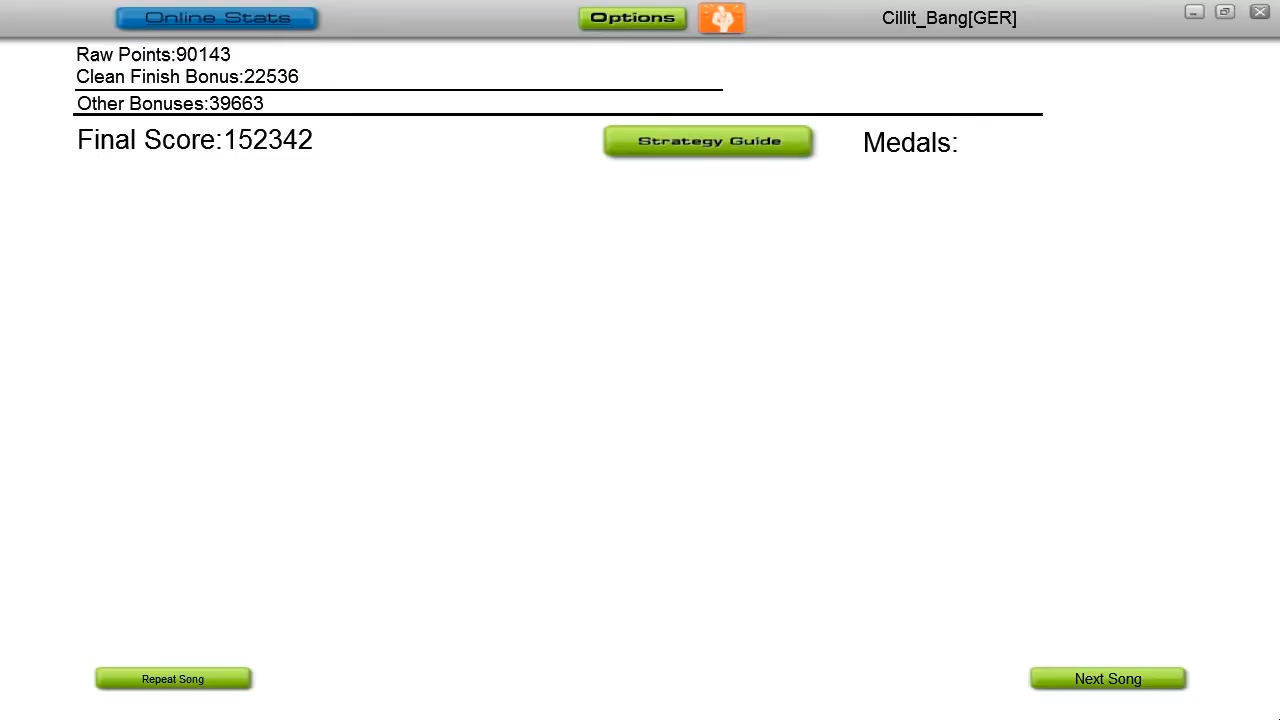 Online Stats
Options
Cillit_Bang[GER]
Raw Points:90143
Clean Finish Bonus:22536
Other Bonuses:39663
Final Score:152342
Strategy Guide
Medals:
Repeat Song
Next Song